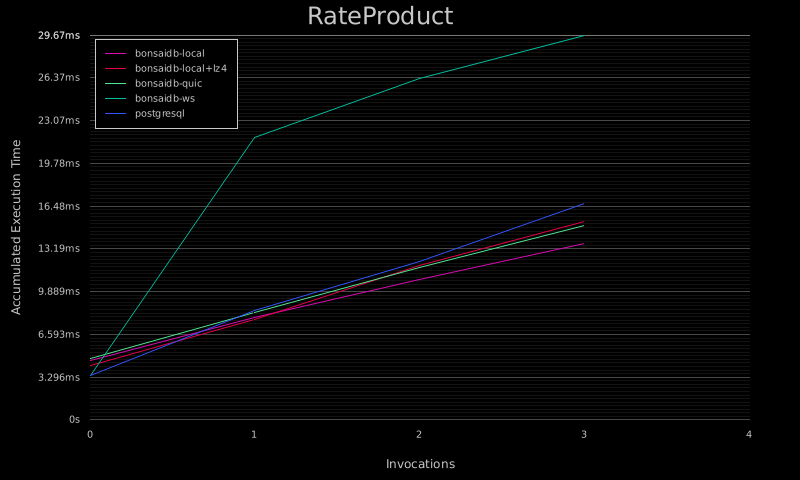 RateProduct
29.67ms
26.37ms
23.07ms
19.78ms
16.48ms
13.19ms
9.889ms
6.593ms
3.296ms
0s
Accumulated Execution Time
bonsaidb-local
bonsaidb-local+lz4
bonsaidb-quic
bonsaidb-ws
postgresql
0 1 2 3 4
Invocations